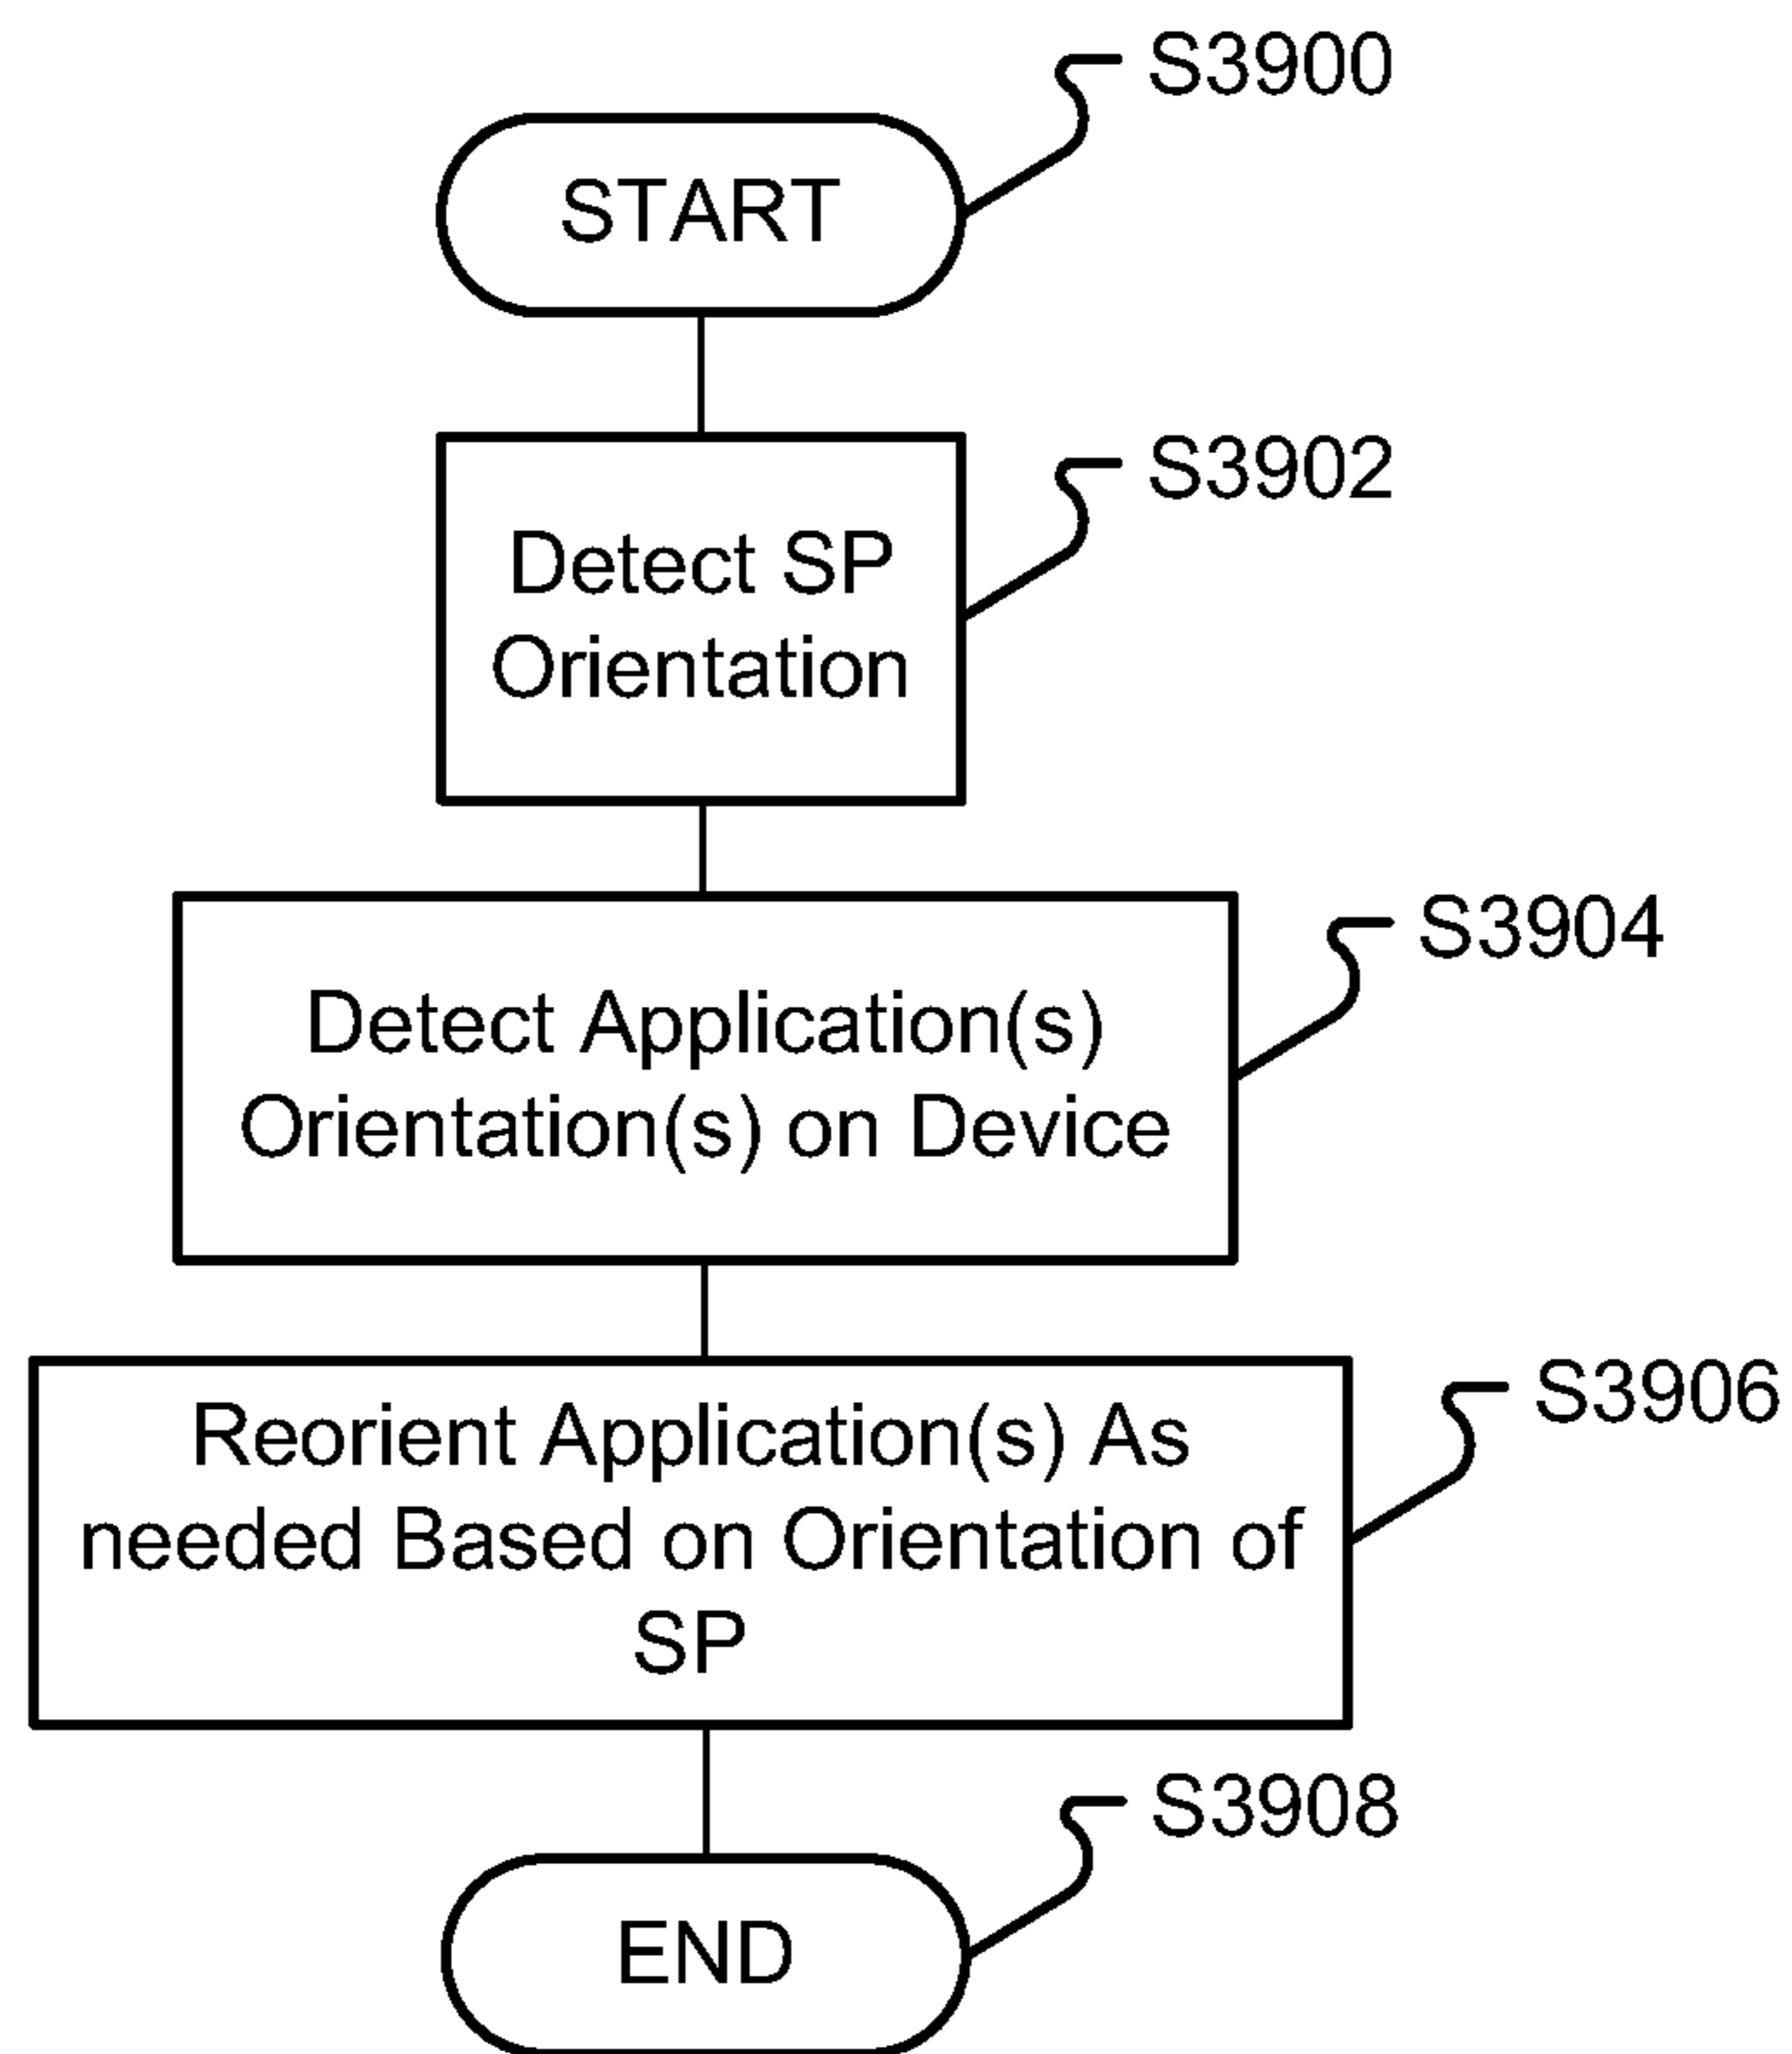 S3900
START
S3902
Detect SP
Orientation
S3904
Detect Application(s)
Orientation(s) on Device
S3906
Reorient Application(s) As
needed Based on Orientation of
SP
S3908
END